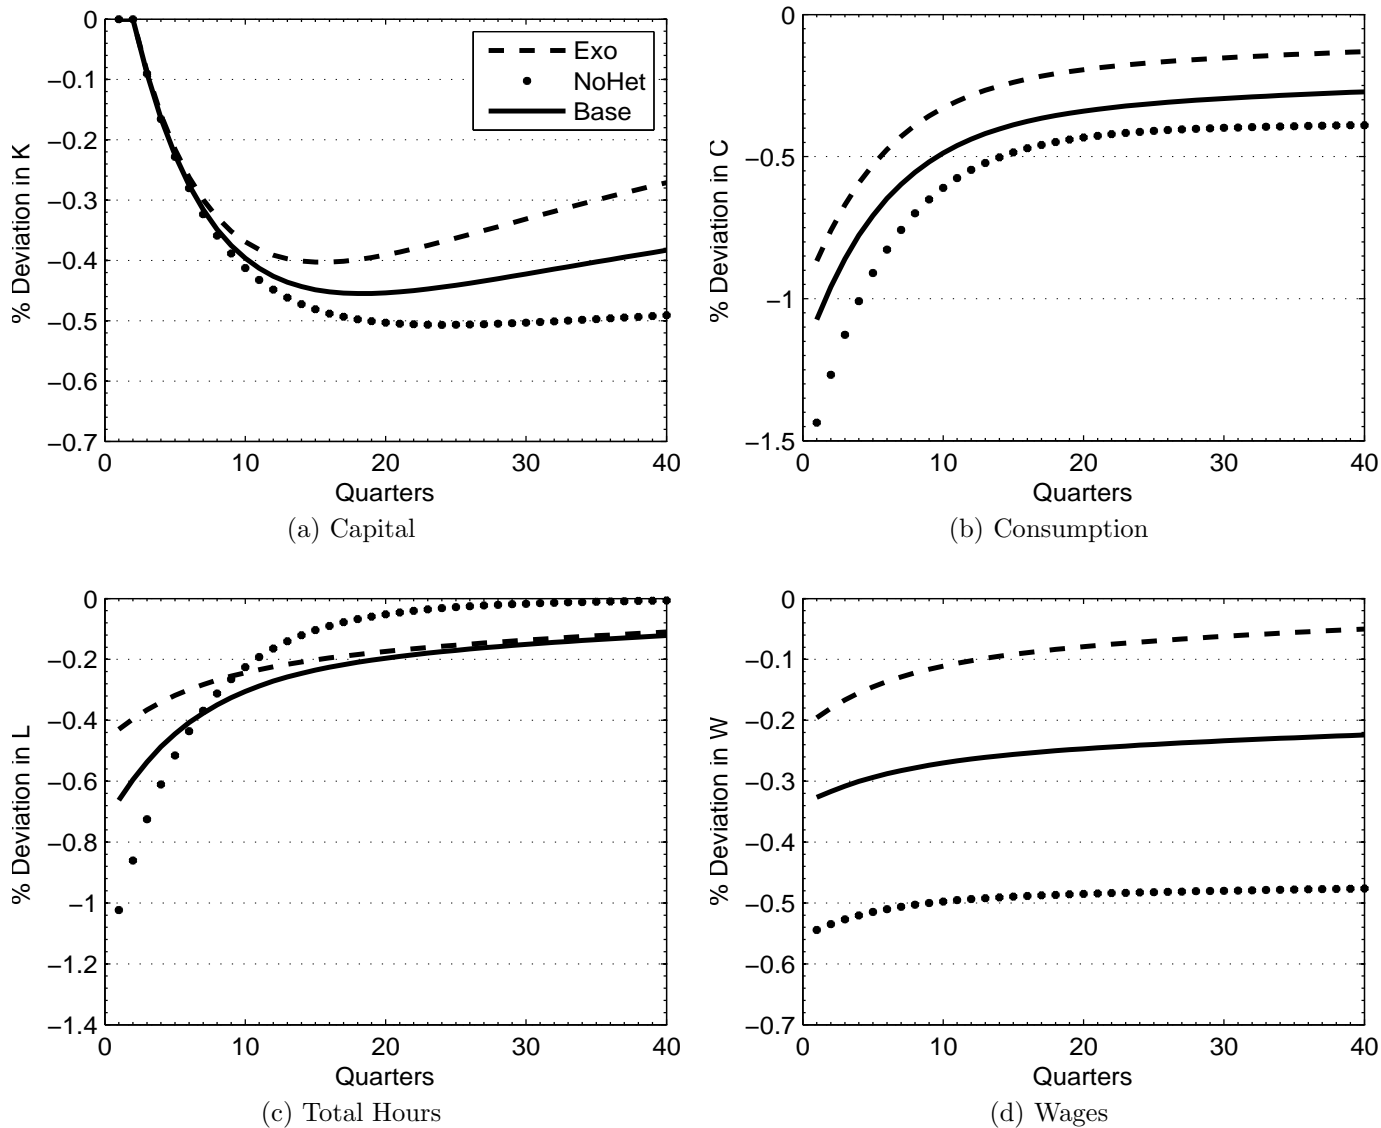 0
−0.1
−0.2
−0.3
−0.4
−0.5
−0.6
−0.7
% Deviation in K
Exo
NoHet
Base
0 10 20 30 40
Quarters
(a) Capital
0
−0.5
−1
−1.5
% Deviation in C
0 10 20 30 40
Quarters
(b) Consumption
0
−0.2
−0.4
−0.6
−0.8
−1
−1.2
−1.4
% Deviation in L
0 10 20 30 40
Quarters
(c) Total Hours
0
−0.1
−0.2
−0.3
−0.4
−0.5
−0.6
−0.7
% Deviation in W
0 10 20 30 40
Quarters
(d) Wages